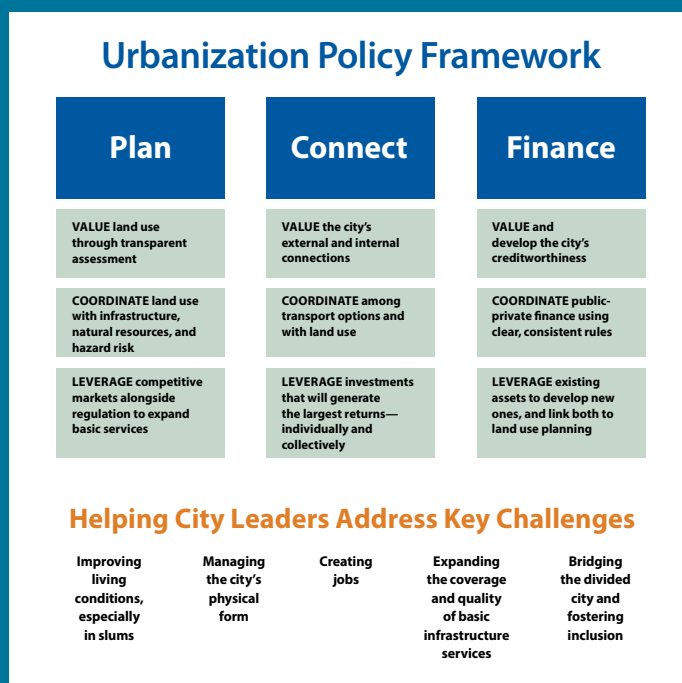 Urbanization Policy Framework
Plan
Connect
Finance
VALUE land use
through transparent
assessment
VALUE the city’s
external and internal
connections
VALUE and
develop the city’s
creditworthiness
COORDINATE land use
with infrastructure,
natural resources, and
hazard risk
COORDINATE among
transport options and
with land use
COORDINATE public-
private finance using
clear, consistent rules
LEVERAGE competitive
markets alongside
regulation to expand
basic services
LEVERAGE investments
that will generate
the largest returns—
individually and
collectively
LEVERAGE existing
assets to develop new
ones, and link both to
land use planning
Helping City Leaders Address Key Challenges
Improving
living
conditions,
especially
in slums
Managing
the city’s
physical
form
Creating
jobs
Expanding
the coverage
and quality
of basic
infrastructure
services
Bridging
the divided
city and
fostering
inclusion